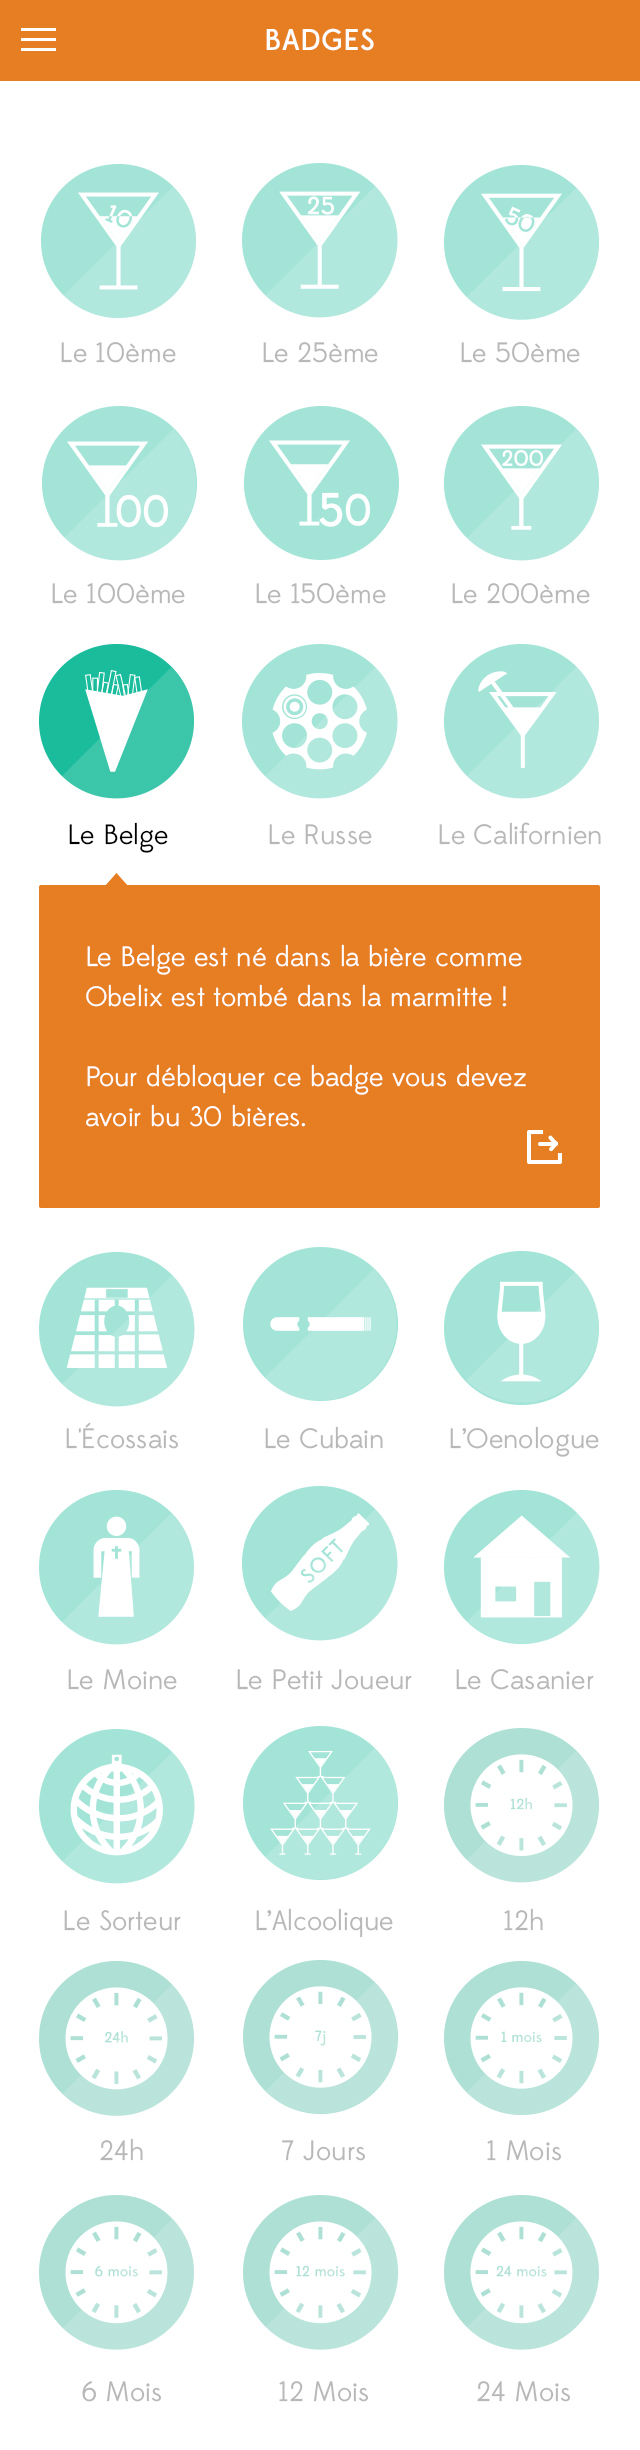 BADGES
10
25
50
Le 10ème
Le 25ème
Le 50ème
00
50
200
Le 100ème
Le 150ème
Le 200ème
Le Belge
Le Russe
Le Californien
Le Belge est né dans la bière comme
Obelix est tombé dans la marmitte !
Pour débloquer ce badge vous devez
avoir bu 30 bières.
L'Écossais
Le Cubain
L’Oenologue
SOFT
Le Moine
Le Petit Joueur
Le Casanier
12h
Le Sorteur
L’Alcoolique
12h
24h
7j
1 mois
24h
7 Jours
1 Mois
6 mois
12 mois
24 mois
6 Mois
12 Mois
24 Mois